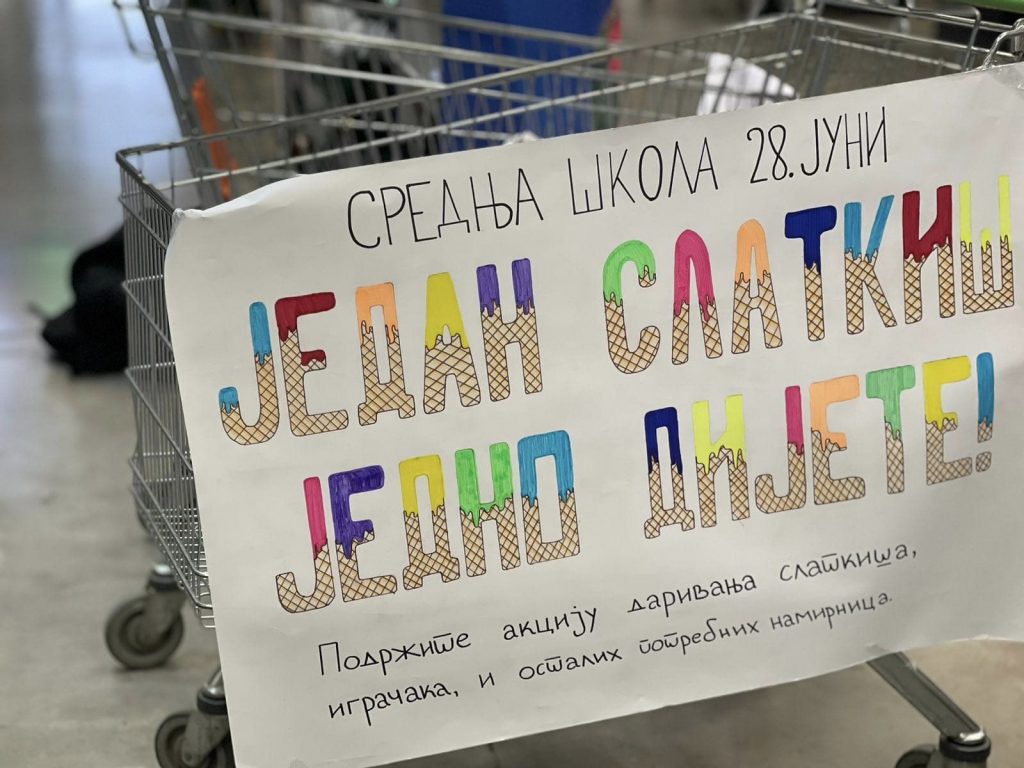 СРЕДЊА ШКОЛА 28.ЈУНИ
ЈЕДАН СЛАТКИШ
ЈЕДНО ДИЈЕТЕ!
Подржите акцију даривања слаткиша,
играчака, и осталих потребних намирница.